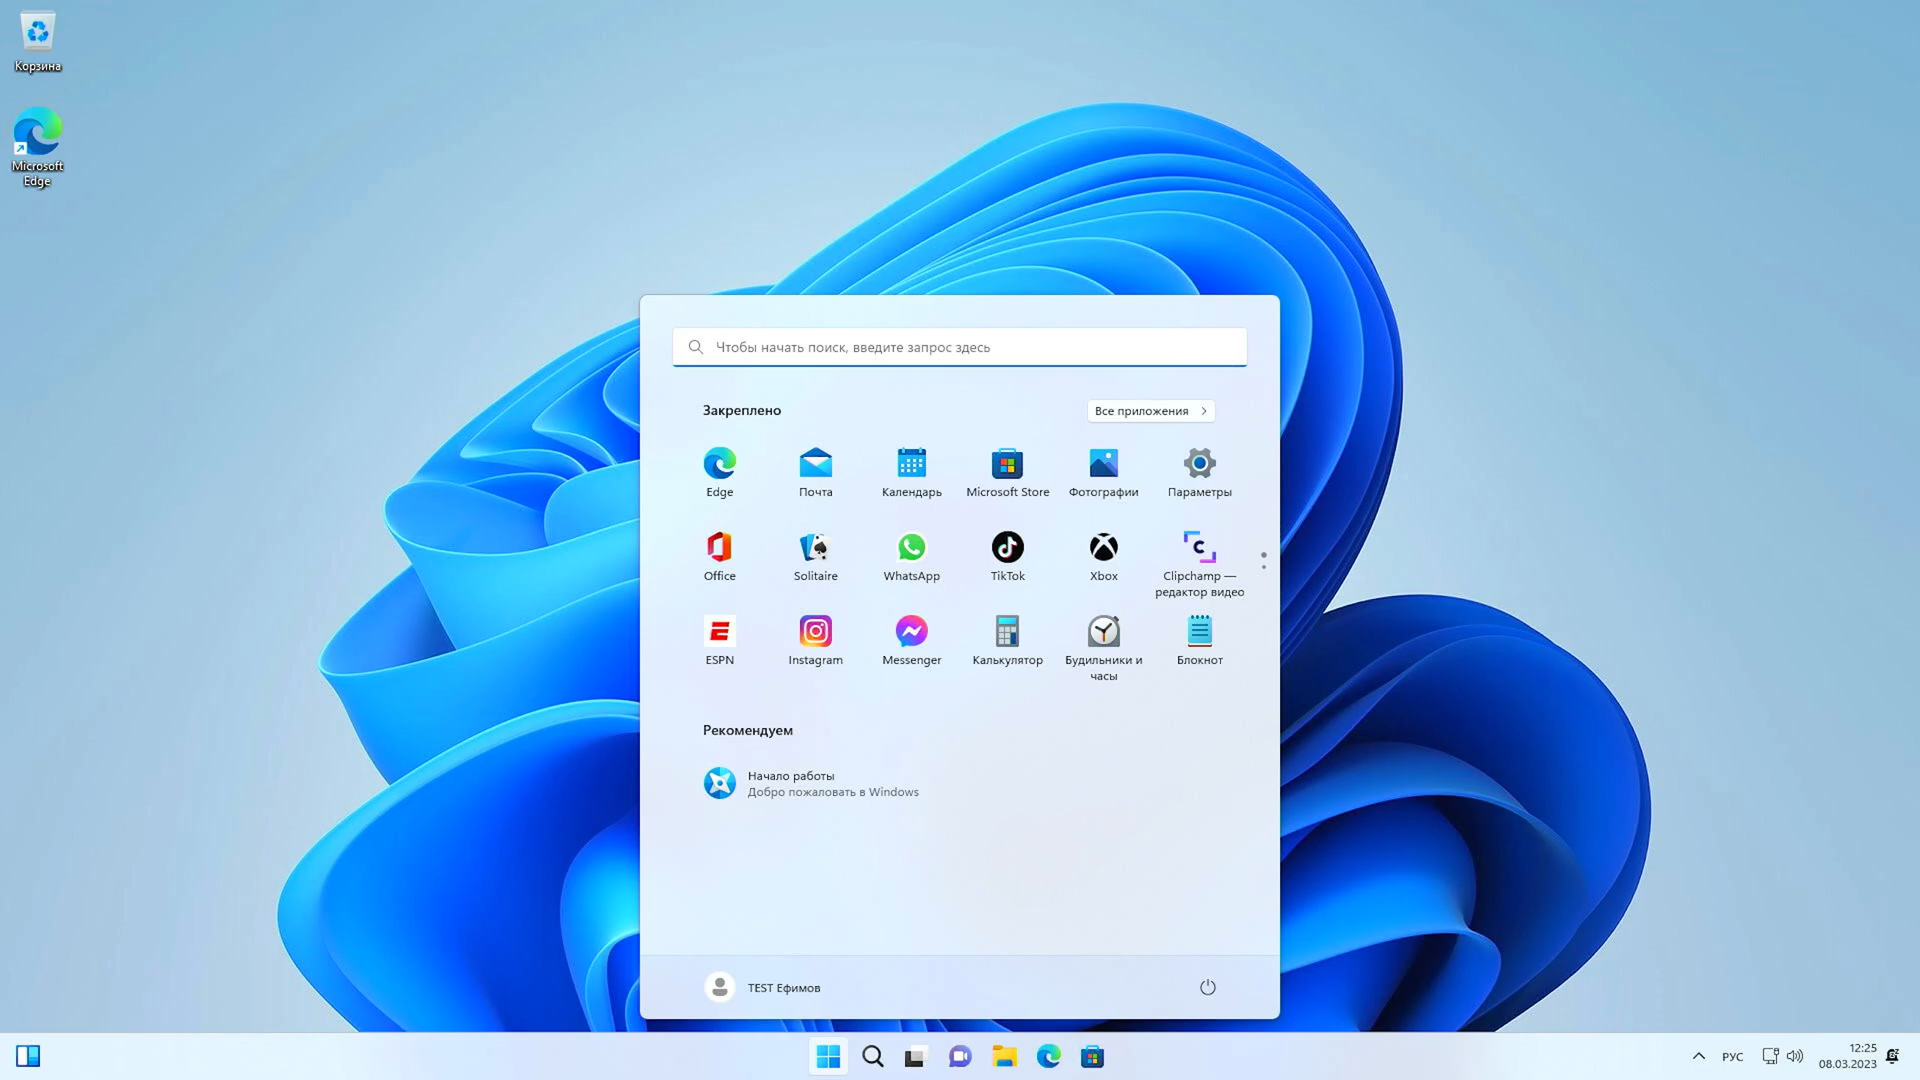 Корзина
Microsoft
Edge
Чтобы начать поиск, введите запрос здесь
Закреплено
Все приложения
Edge
Почта
Календарь
Microsoft Store
Фотографии
Параметры
Office
Solitaire
WhatsApp
TikTok
Xbox
Clipchamp —
редактор видео
ESPN
Instagram
Messenger
Калькулятор
Будильники и
часы
Блокнот
Рекомендуем
Начало работы
Добро пожаловать в Windows
TEST Ефимов
РУС
12:25
08.03.2023